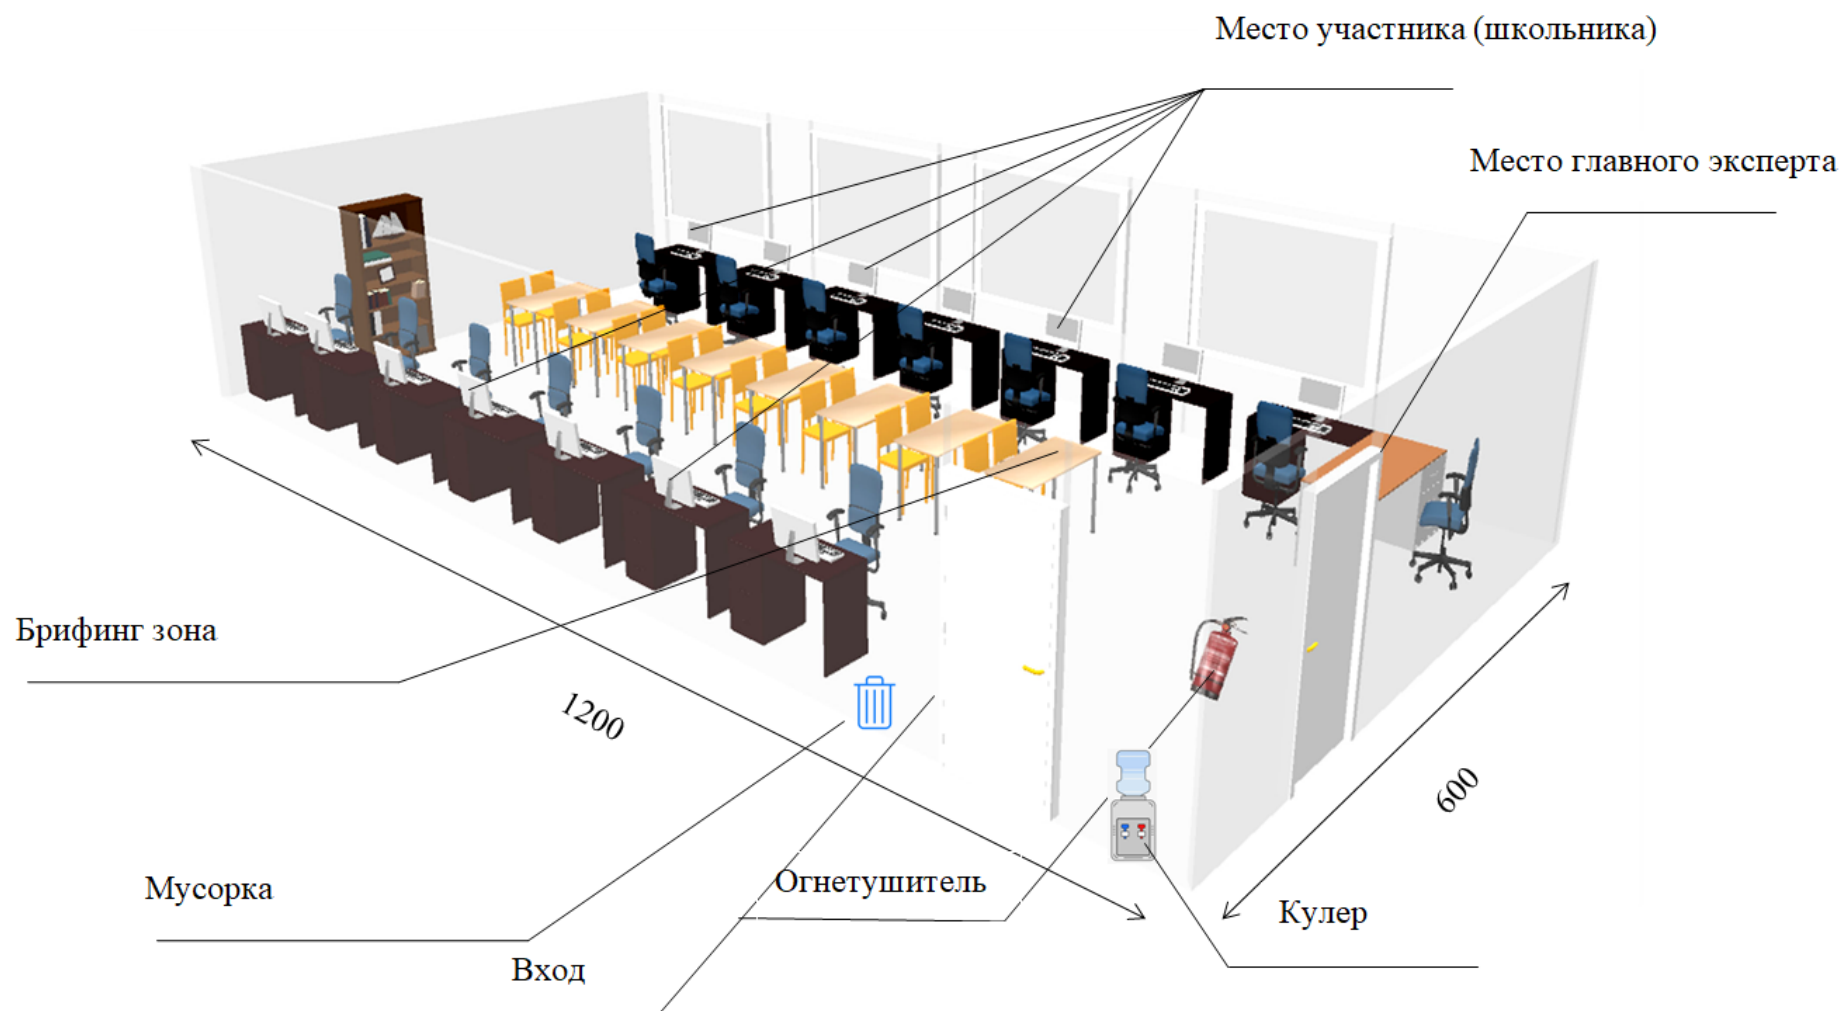 Место участника (школьника)
Место главного эксперта
Брифинг зона
1200
600
Мусорка
Огнетушитель
Кулер
Вход